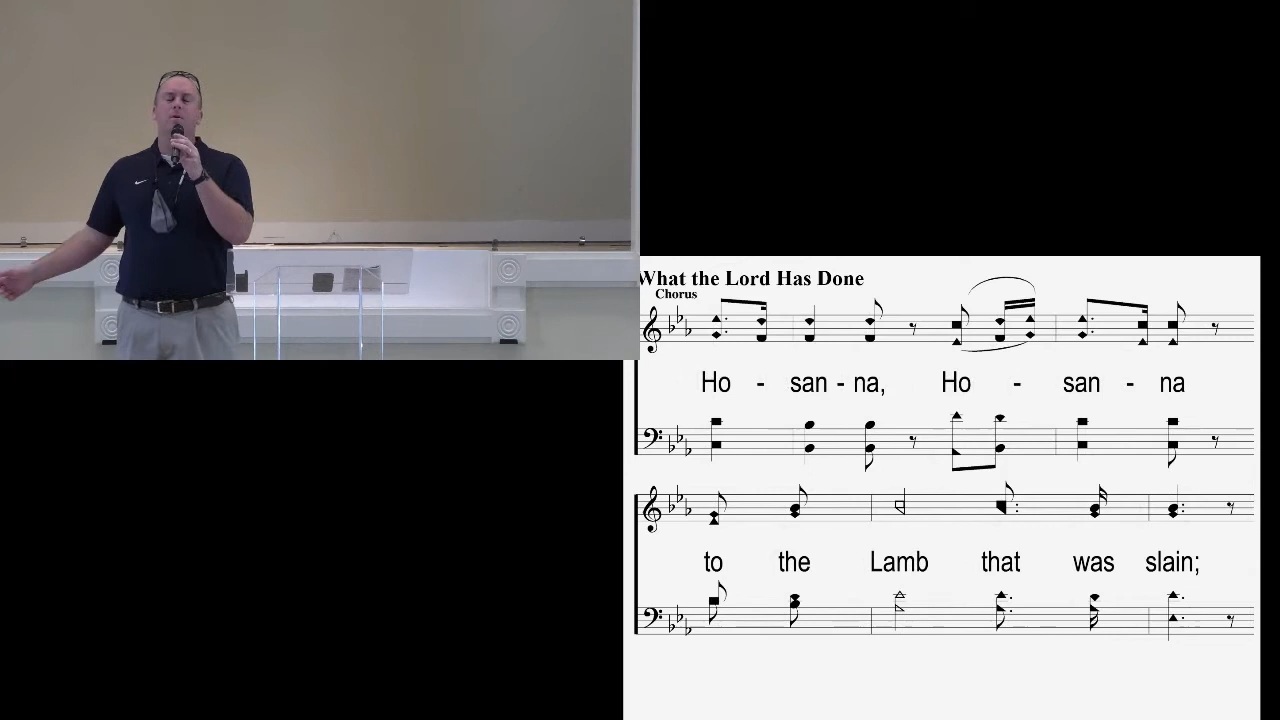 What the Lord Has Done
Chorus
Ho - san - na, Ho - san - na
to the Lamb that was slain;